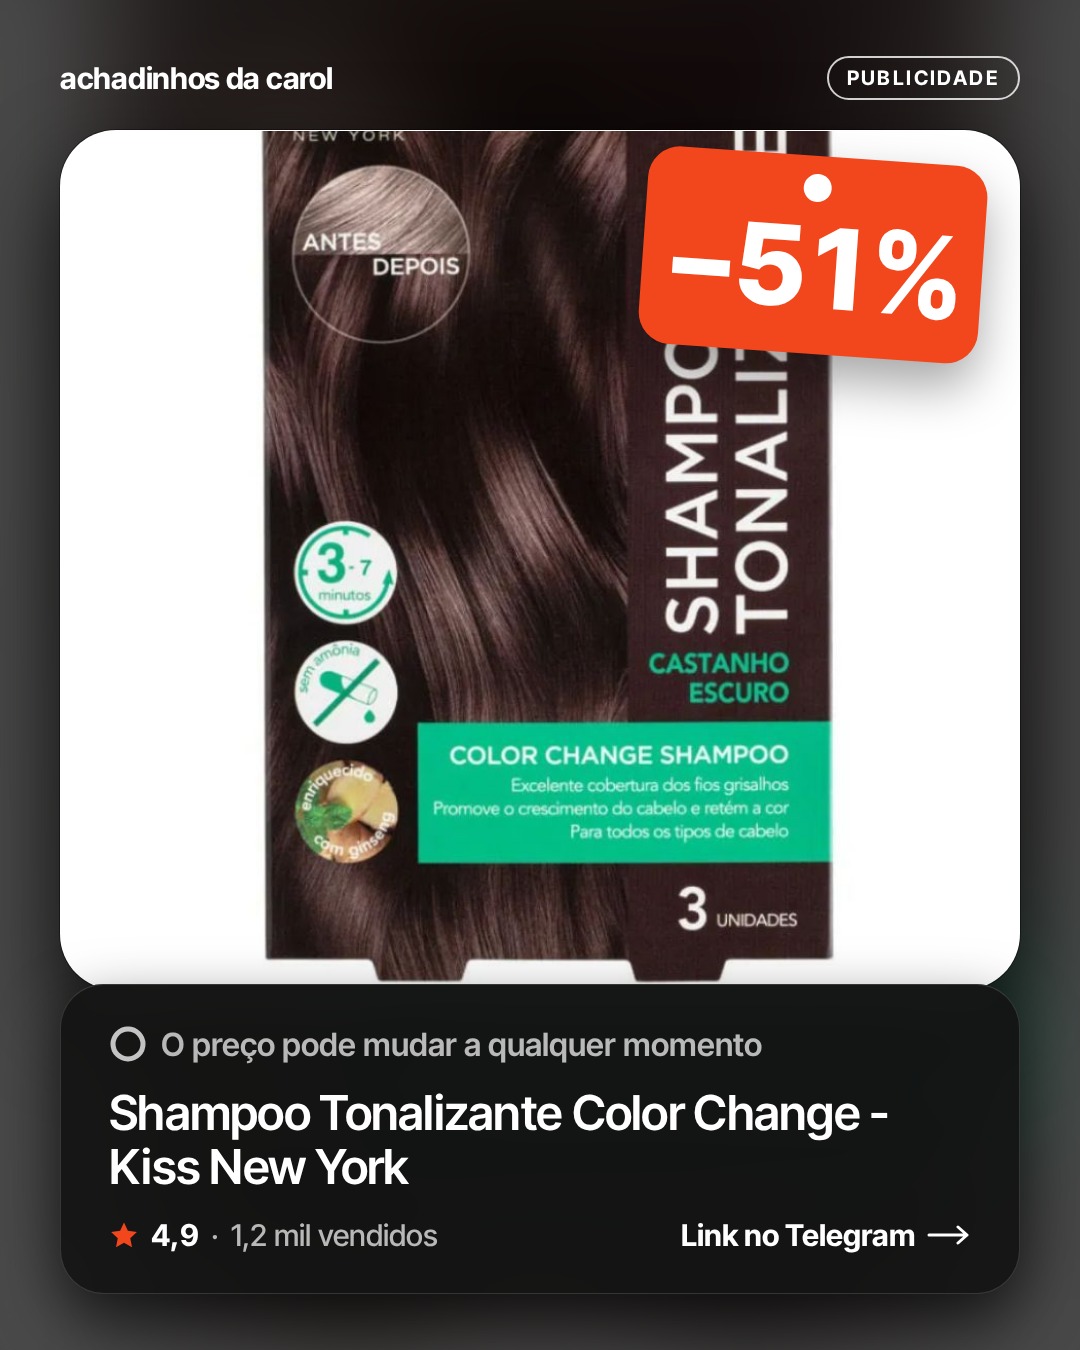 achadinhos da carol
PUBLICIDADE
NEW YORK
ANTES
DEPOIS
–51%
3 - 7
minutos
sem amônia
enriquecido
com ginseng
CASTANHO
ESCURO
COLOR CHANGE SHAMPOO
Excelente cobertura dos fios grisalhos
Promove o crescimento do cabelo e retém a cor
Para todos os tipos de cabelo
3 UNIDADES
O preço pode mudar a qualquer momento
Shampoo Tonalizante Color Change -
Kiss New York
4,9 · 1,2 mil vendidos
Link no Telegram →